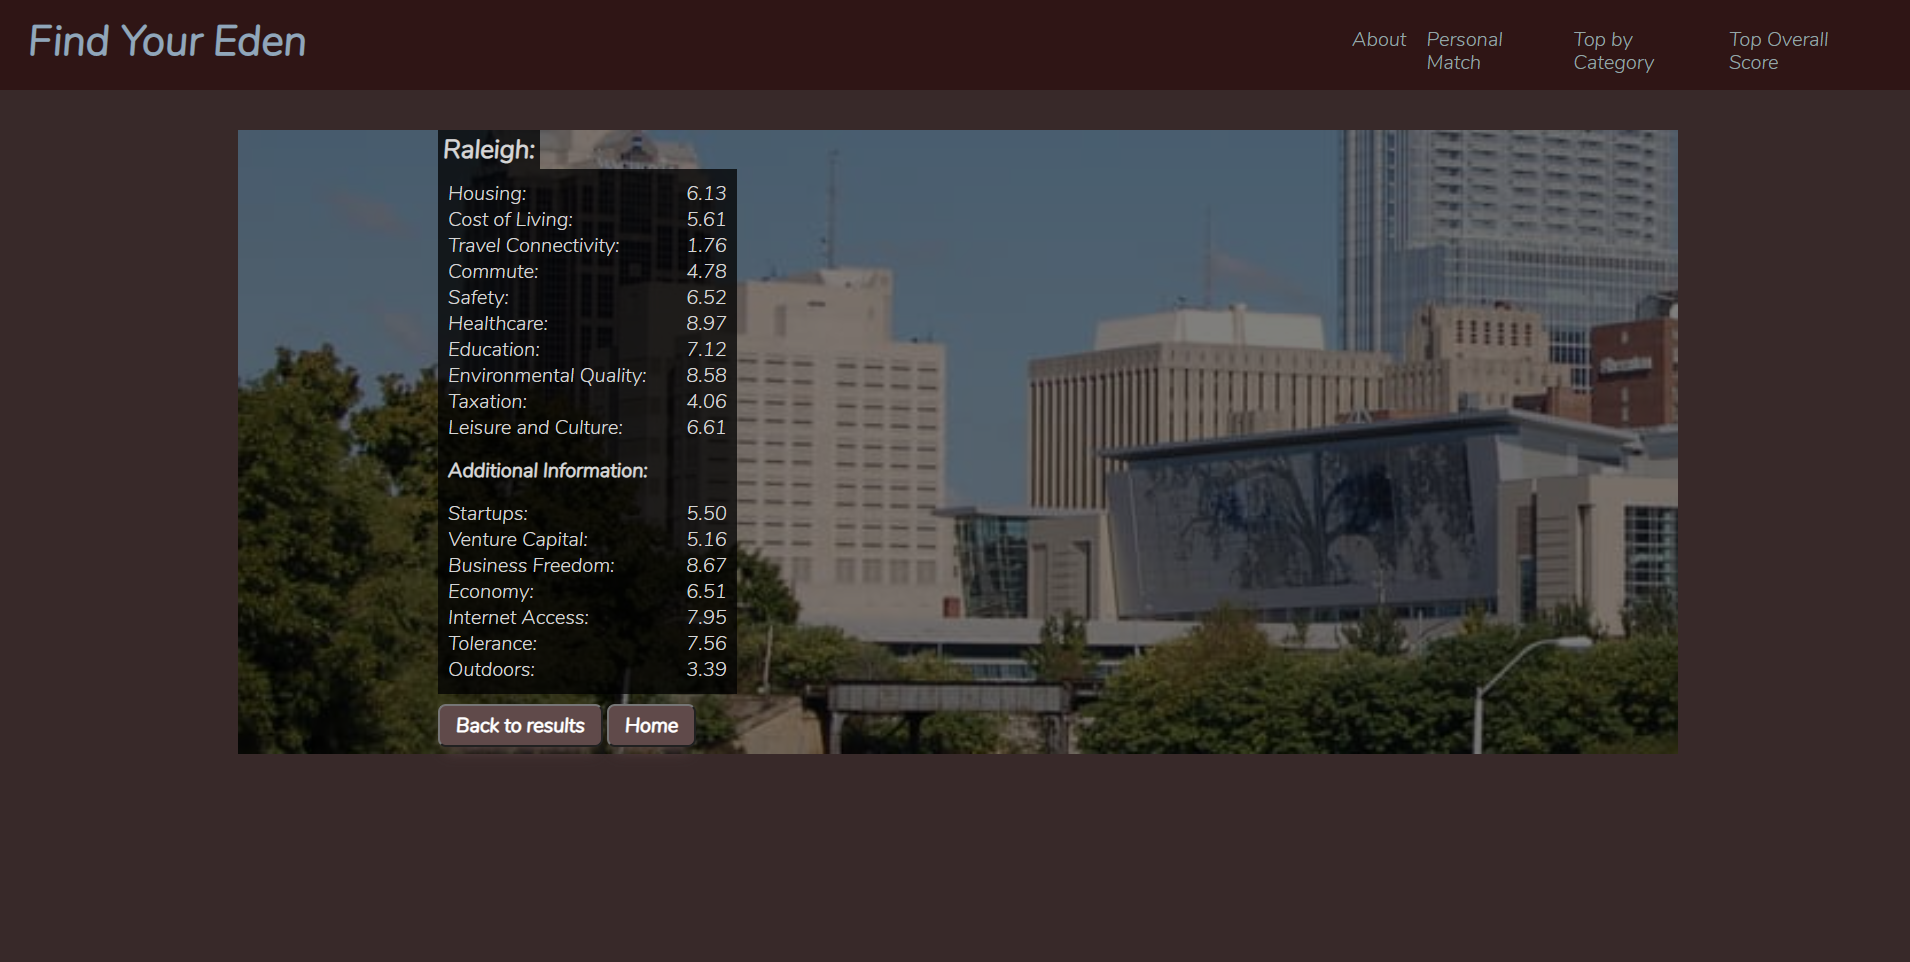 Find Your Eden
About Personal Match Top by Category Top Overall Score
Raleigh:
Housing: 6.13
Cost of Living: 5.61
Travel Connectivity: 1.76
Commute: 4.78
Safety: 6.52
Healthcare: 8.97
Education: 7.12
Environmental Quality: 8.58
Taxation: 4.06
Leisure and Culture: 6.61
Additional Information:
Startups: 5.50
Venture Capital: 5.16
Business Freedom: 8.67
Economy: 6.51
Internet Access: 7.95
Tolerance: 7.56
Outdoors: 3.39
Back to results Home